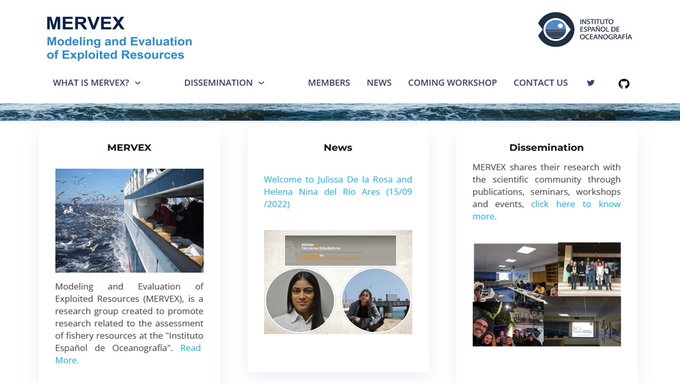 MERVEX
Modeling and Evaluation
of Exploited Resources
INSTITUTO
ESPAÑOL DE
OCEANOGRAFÍA
WHAT IS MERVEX?
DISSEMINATION
MEMBERS
NEWS
COMING WORKSHOP
CONTACT US
MERVEX
Modeling and Evaluation of
Exploited Resources (MERVEX), is a
research group created to promote
research related to the assessment
of fishery resources at the "Instituto
Español de Oceanografía". Read
More.
News
Welcome to Julissa De la Rosa and
Helena Nina del Río Ares (15/09
/2022)
Máster
Técnicas Estadísticas
Dissemination
MERVEX shares their research with
the scientific community through
publications, seminars, workshops
and events, click here to know
more.